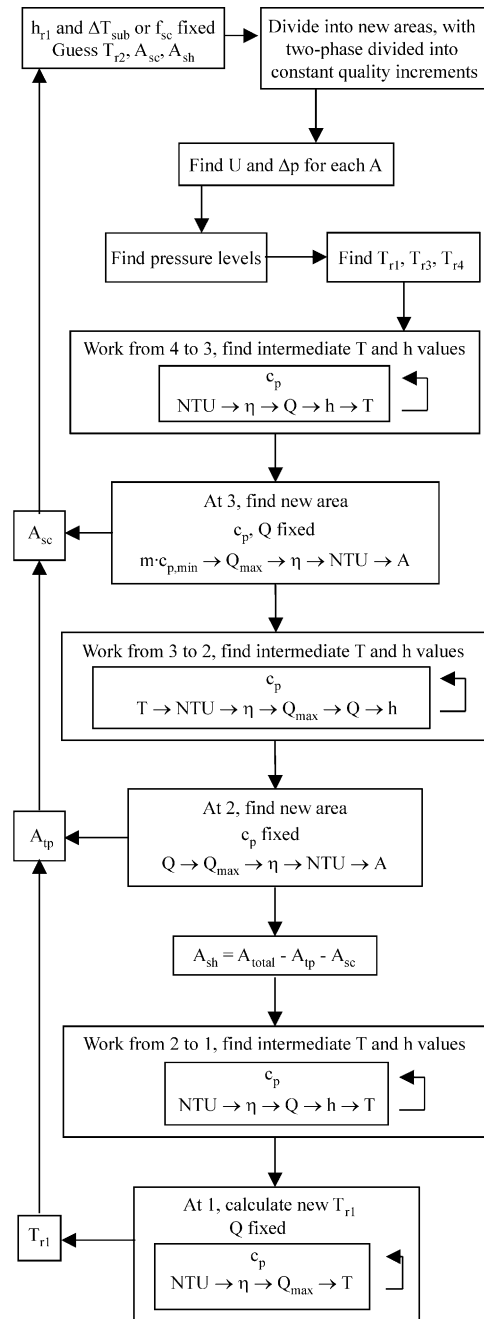 h_r1 and ΔT_sub or f_sc fixed
Guess T_r2, A_sc, A_sh
Divide into new areas, with
two-phase divided into
constant quality increments
Find U and Δp for each A
Find pressure levels
Find T_r1, T_r3, T_r4
Work from 4 to 3, find intermediate T and h values
c_p
NTU → η → Q → h → T
At 3, find new area
c_p, Q fixed
m·c_p,min → Q_max → η → NTU → A
A_sc
Work from 3 to 2, find intermediate T and h values
c_p
T → NTU → η → Q_max → Q → h
At 2, find new area
c_p fixed
Q → Q_max → η → NTU → A
A_tp
A_sh = A_total - A_tp - A_sc
Work from 2 to 1, find intermediate T and h values
c_p
NTU → η → Q → h → T
At 1, calculate new T_r1
Q fixed
c_p
NTU → η → Q_max → T
T_r1